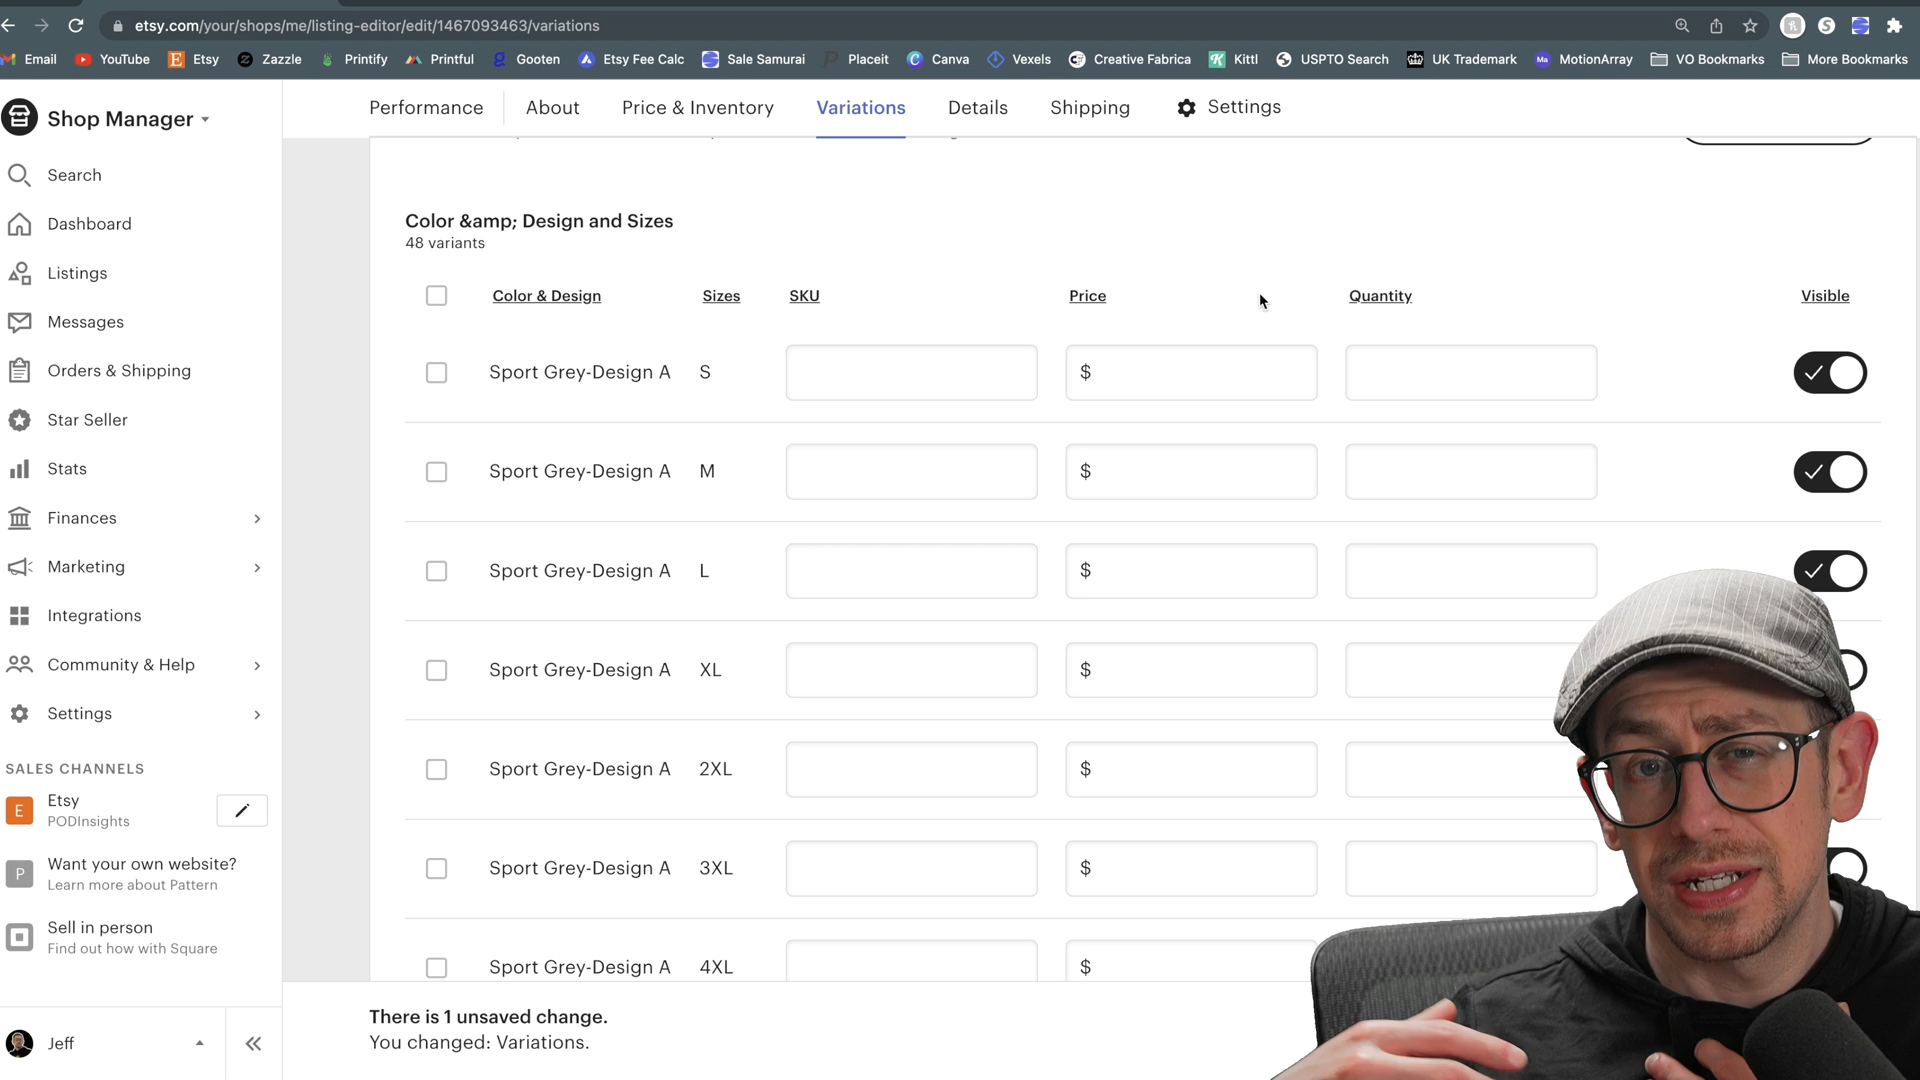 etsy.com/your/shops/me/listing-editor/edit/1467093463/variations
Email YouTube Etsy Zazzle Printify Printful Gooten Etsy Fee Calc Sale Samurai Placeit Canva Vexels Creative Fabrica Kittl USPTO Search UK Trademark MotionArray VO Bookmarks More Bookmarks
Shop Manager
Performance About Price & Inventory Variations Details Shipping Settings
Search
Dashboard
Listings
Messages
Orders & Shipping
Star Seller
Stats
Finances
Marketing
Integrations
Community & Help
Settings
SALES CHANNELS
E Etsy
PODInsights
P Want your own website?
Learn more about Pattern
Sell in person
Find out how with Square
Jeff
Color &amp; Design and Sizes
48 variants
Color & Design Sizes SKU Price Quantity Visible
Sport Grey-Design A S $
Sport Grey-Design A M $
Sport Grey-Design A L $
Sport Grey-Design A XL $
Sport Grey-Design A 2XL $
Sport Grey-Design A 3XL $
Sport Grey-Design A 4XL $
There is 1 unsaved change.
You changed: Variations.